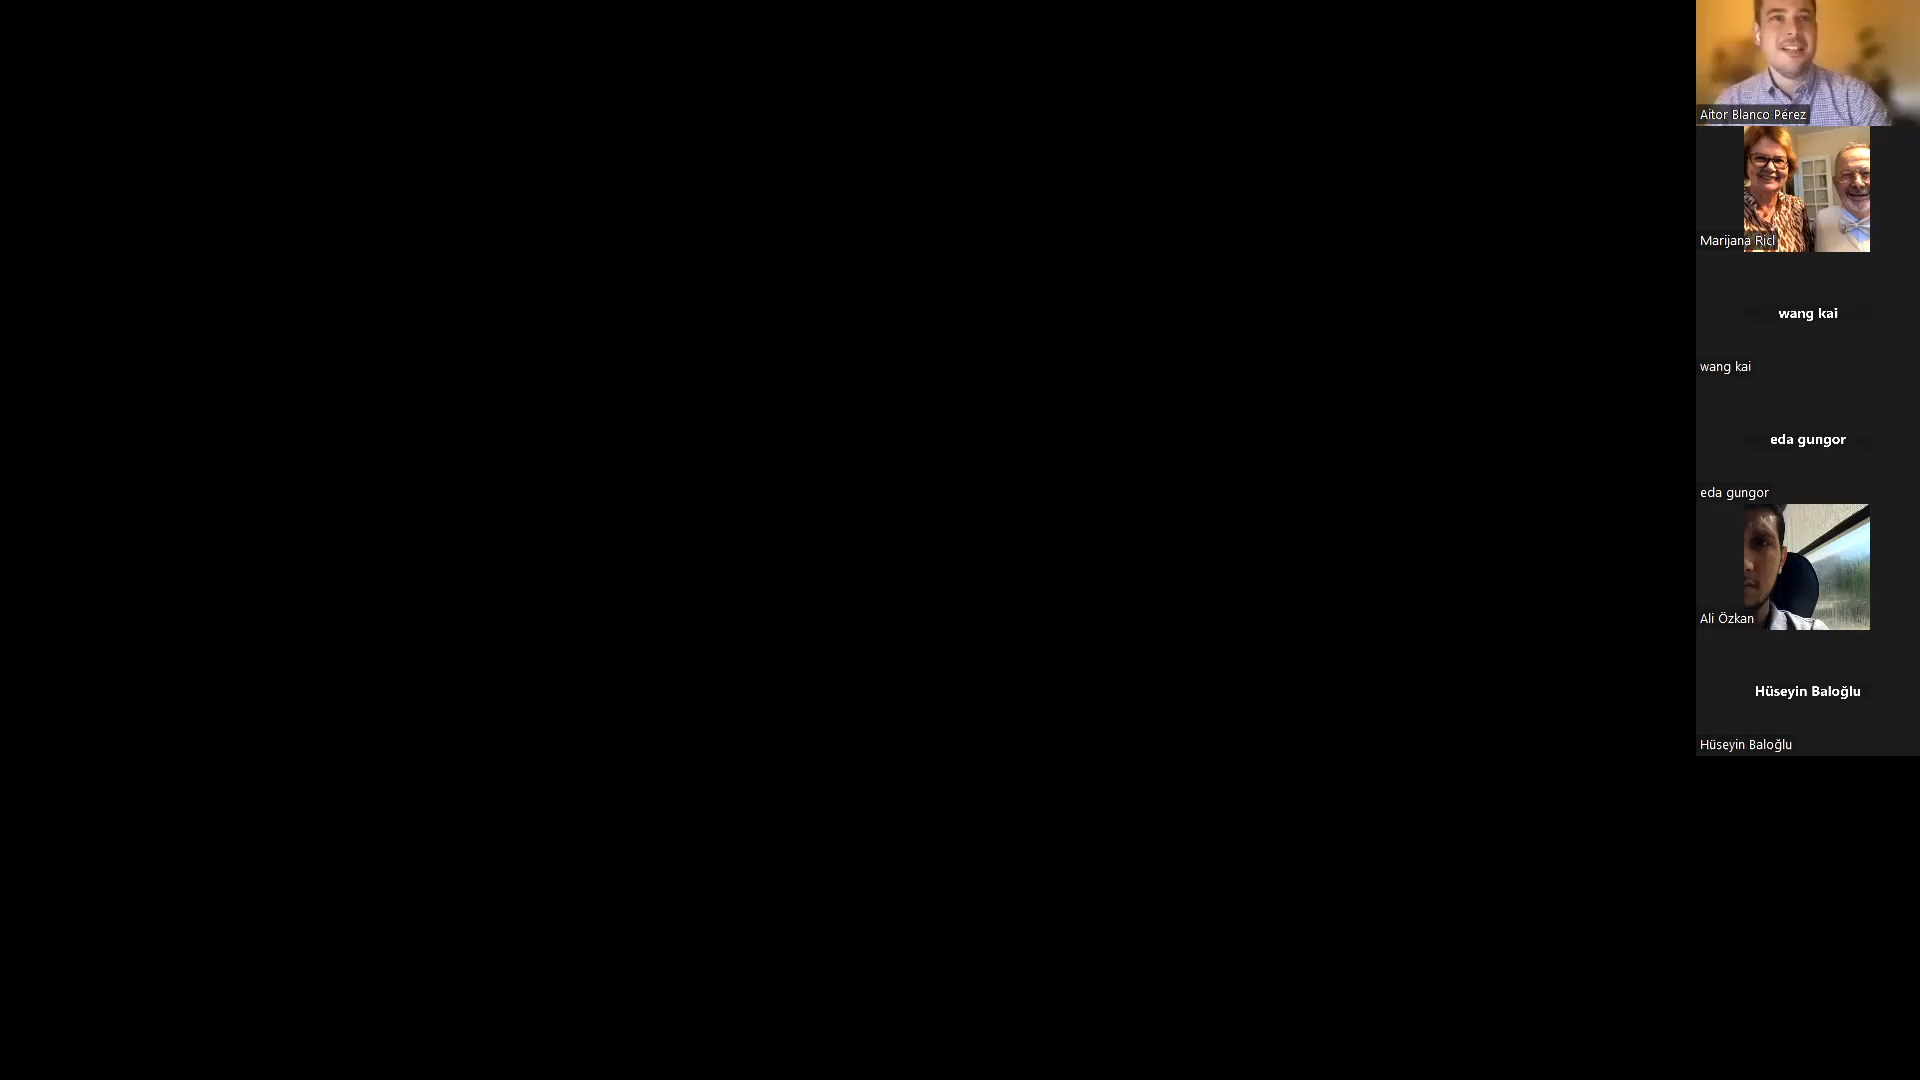 Aitor Blanco Pérez
Marijana Ricl
wang kai
wang kai
eda gungor
eda gungor
Ali Özkan
Hüseyin Baloğlu
Hüseyin Baloğlu